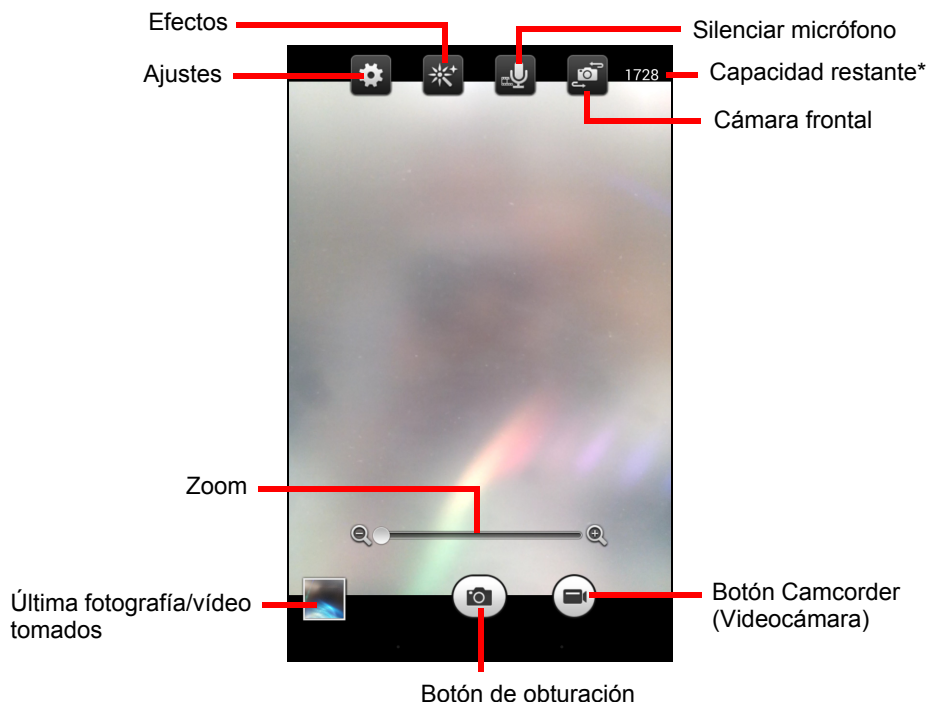 Efectos
Silenciar micrófono
Ajustes
1728
Capacidad restante*
Cámara frontal
Zoom
Última fotografía/vídeo
tomados
Botón Camcorder
(Videocámara)
Botón de obturación